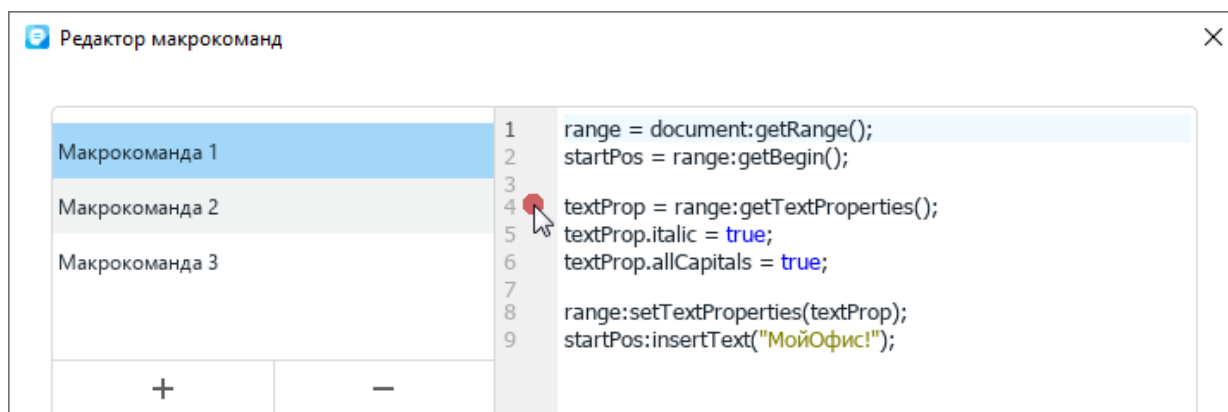 Редактор макрокоманд
Макрокоманда 1
Макрокоманда 2
Макрокоманда 3
+ −
1 range = document:getRange();
2 startPos = range:getBegin();
3
4 textProp = range:getTextProperties();
5 textProp.italic = true;
6 textProp.allCapitals = true;
7
8 range:setTextProperties(textProp);
9 startPos:insertText("МойОфис!");